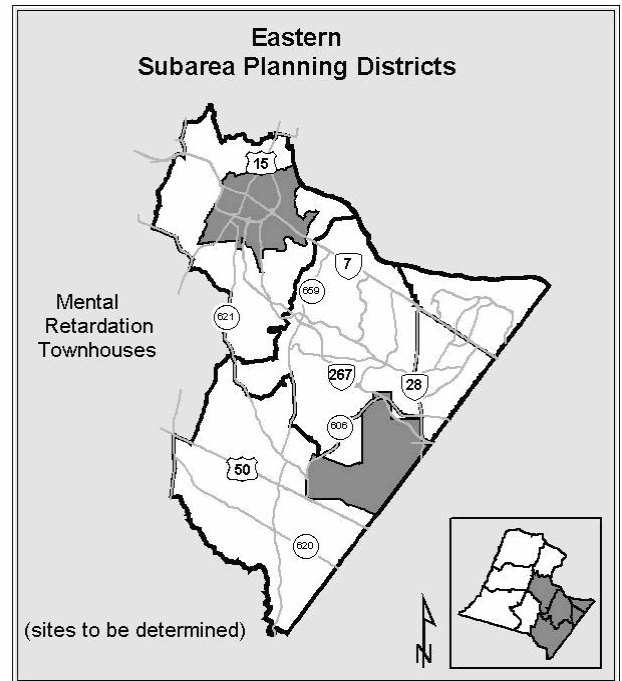 Eastern
Subarea Planning Districts
15
7
659
Mental
Retardation
Townhouses
621
267
28
606
50
620
(sites to be determined)
N